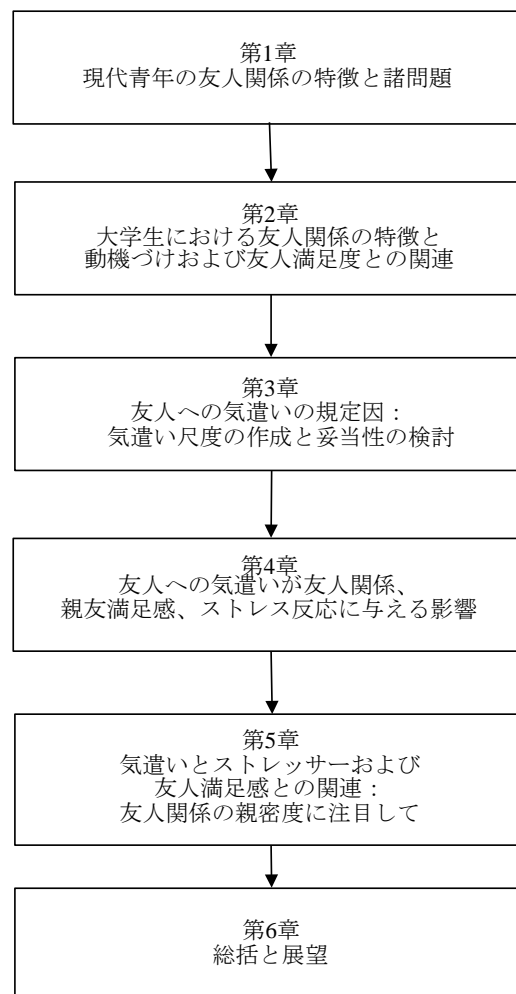 第1章
現代青年の友人関係の特徴と諸問題
第2章
大学生における友人関係の特徴と
動機づけおよび友人満足度との関連
第3章
友人への気遣いの規定因：
気遣い尺度の作成と妥当性の検討
第4章
友人への気遣いが友人関係、
親友満足感、ストレス反応に与える影響
第5章
気遣いとストレッサーおよび
友人満足感との関連：
友人関係の親密度に注目して
第6章
総括と展望